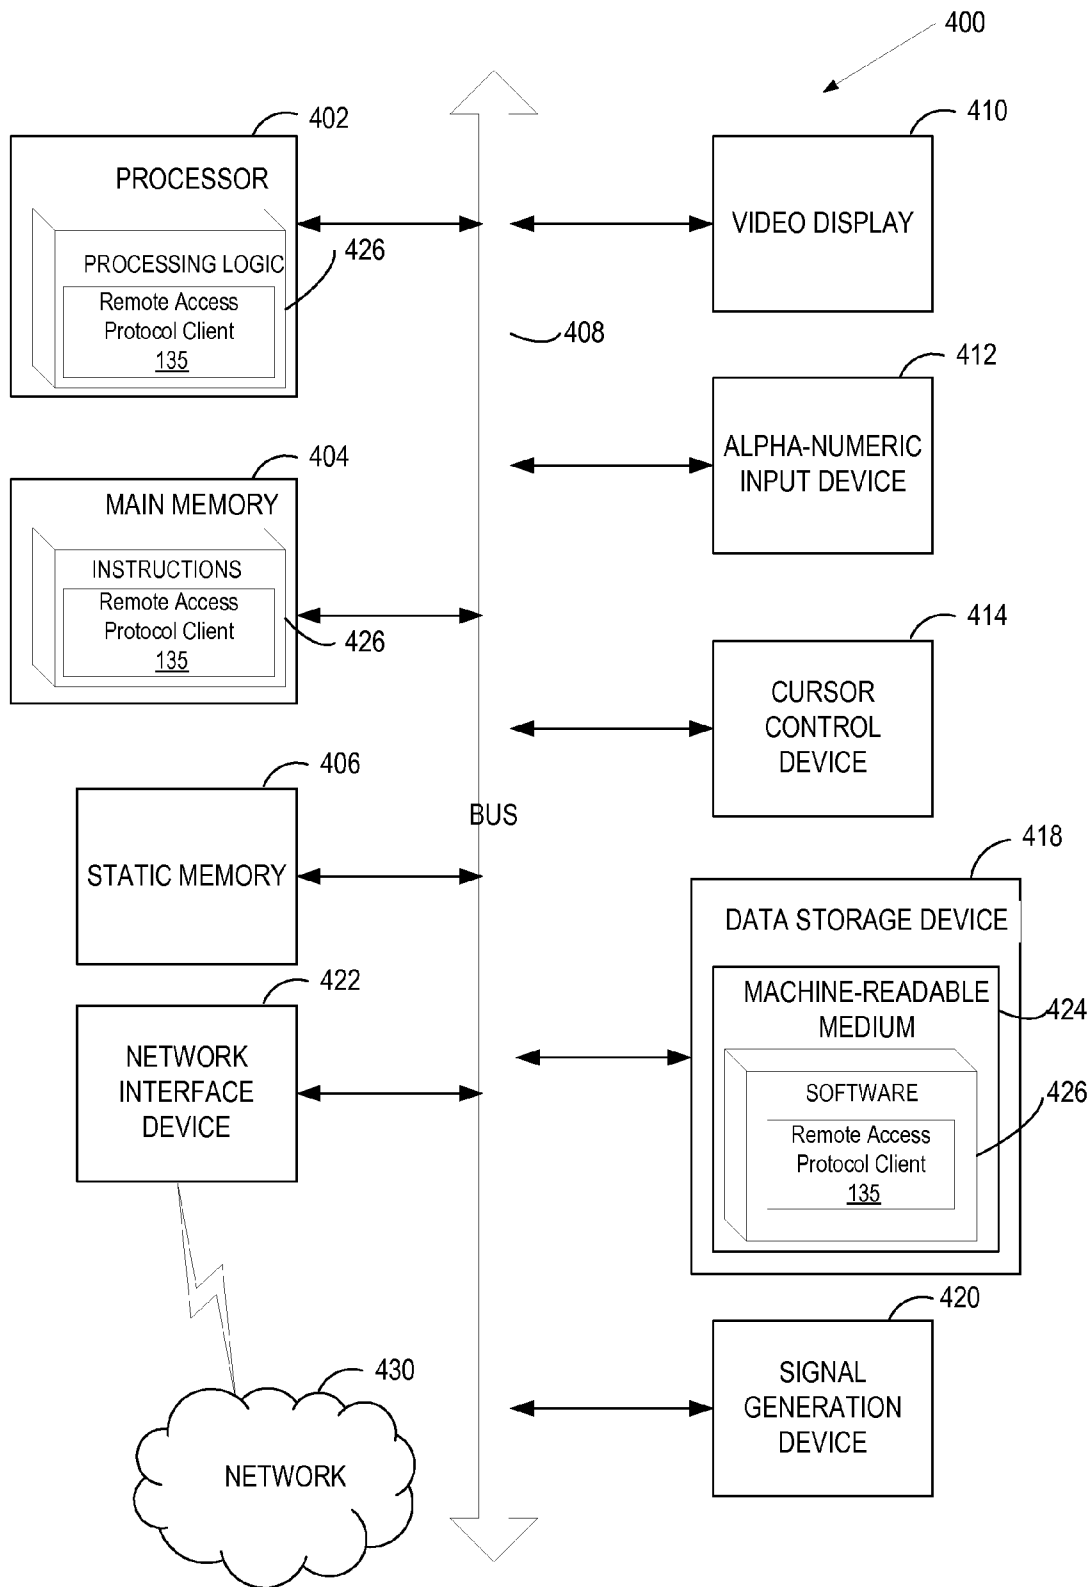 400
402
PROCESSOR
PROCESSING LOGIC
426
Remote Access
Protocol Client
135
404
MAIN MEMORY
INSTRUCTIONS
Remote Access
Protocol Client
135
426
406
STATIC MEMORY
422
NETWORK
INTERFACE
DEVICE
430
NETWORK
408
BUS
410
VIDEO DISPLAY
412
ALPHA-NUMERIC
INPUT DEVICE
414
CURSOR
CONTROL
DEVICE
418
DATA STORAGE DEVICE
MACHINE-READABLE
MEDIUM
424
SOFTWARE
426
Remote Access
Protocol Client
135
420
SIGNAL
GENERATION
DEVICE